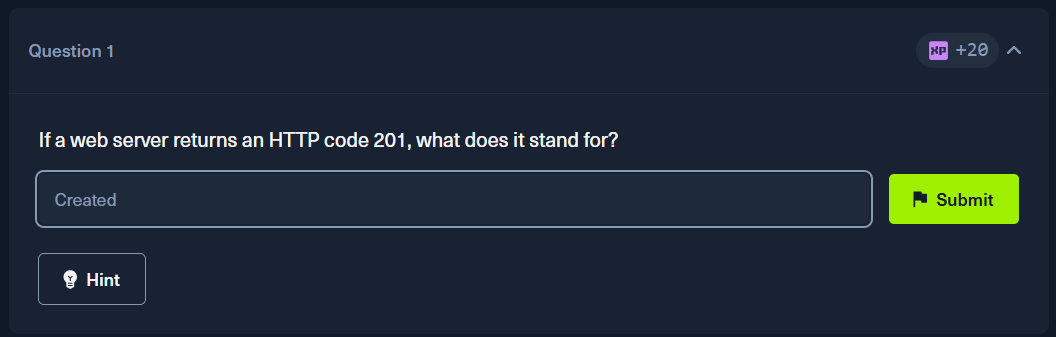 Question 1
XP +20
If a web server returns an HTTP code 201, what does it stand for?
Created
Submit
Hint